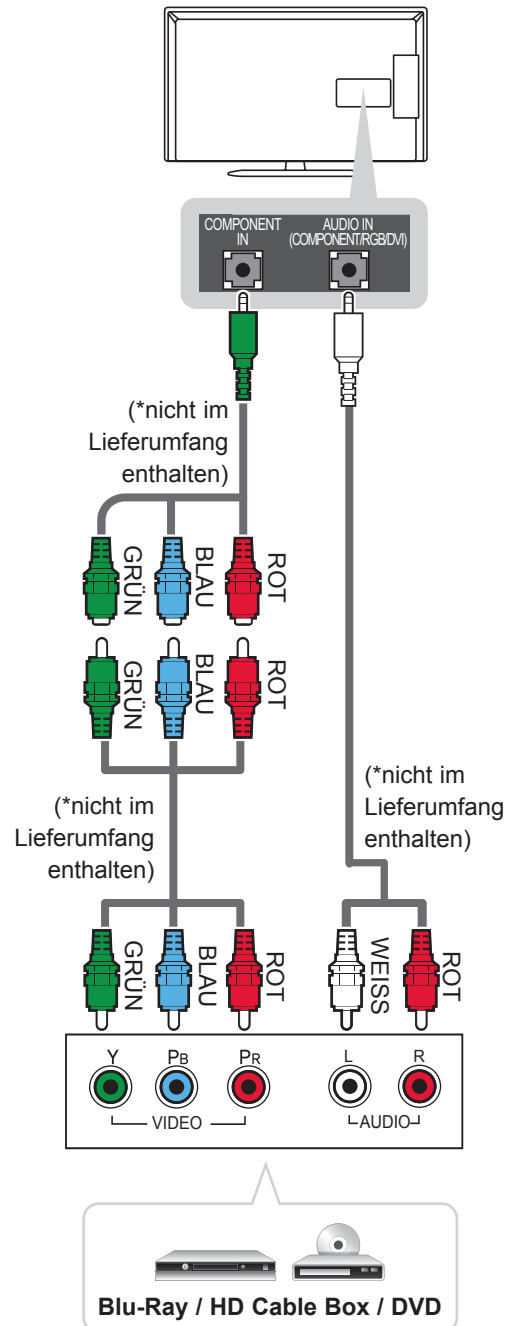 COMPONENT
IN
AUDIO IN
(COMPONENT/RGB/DVI)
(*nicht im
Lieferumfang
enthalten)
GRÜN
BLAU
ROT
GRÜN
BLAU
ROT
(*nicht im
Lieferumfang
enthalten)
(*nicht im
Lieferumfang
enthalten)
GRÜN
BLAU
ROT
WEISS
ROT
Y
PB
PR
L
R
VIDEO
AUDIO
Blu-Ray / HD Cable Box / DVD